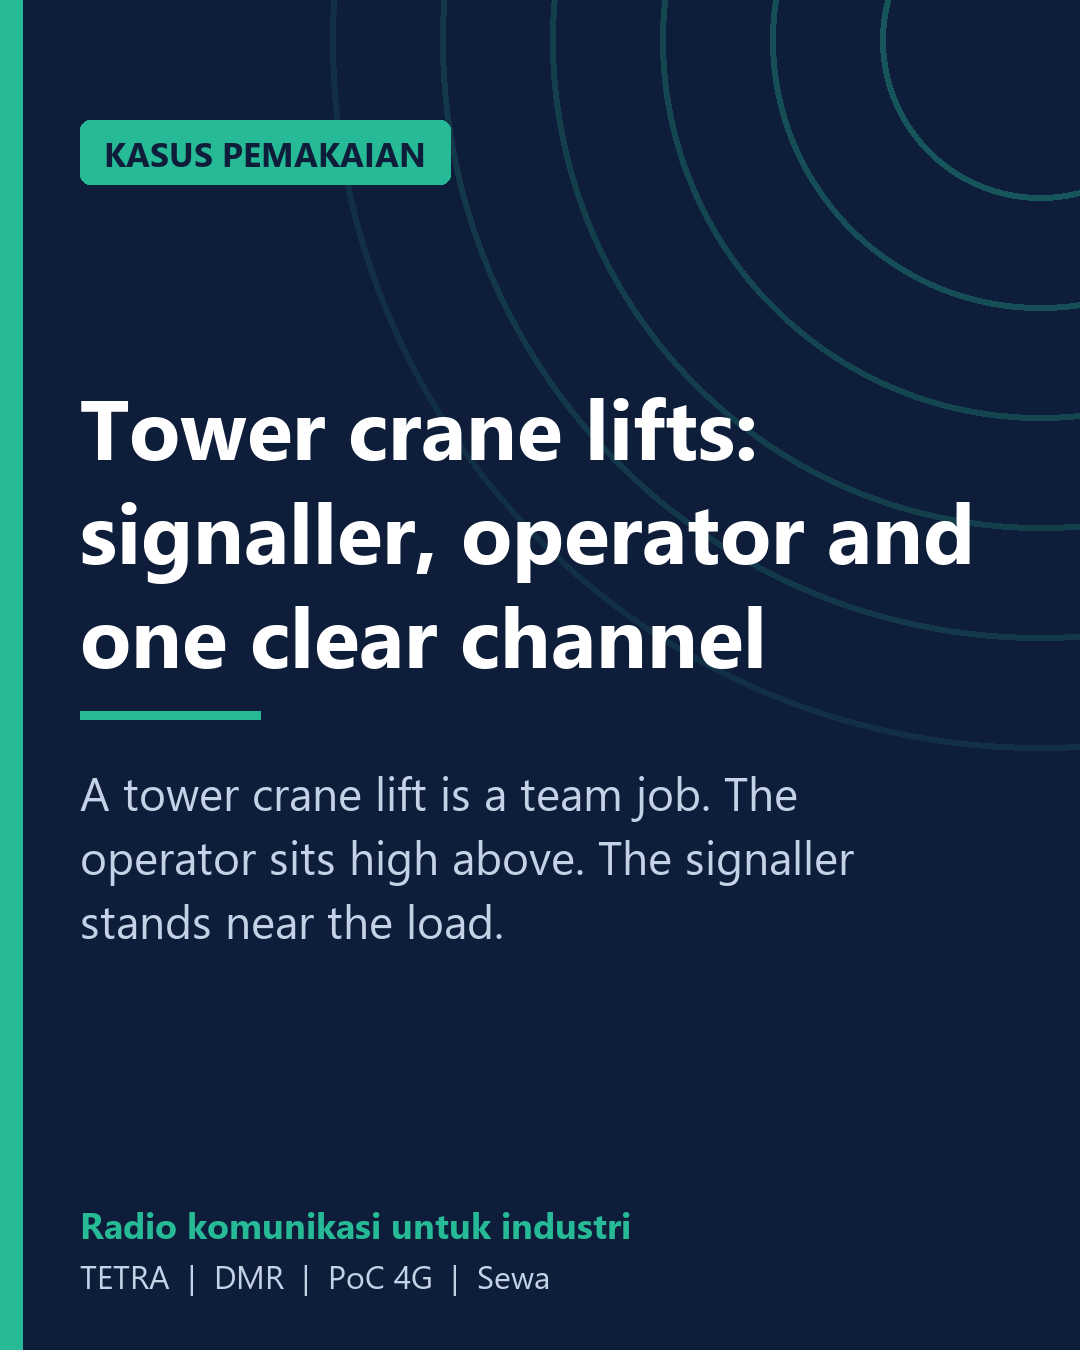 KASUS PEMAKAIAN
Tower crane lifts:
signaller, operator and
one clear channel
A tower crane lift is a team job. The
operator sits high above. The signaller
stands near the load.
Radio komunikasi untuk industri
TETRA | DMR | PoC 4G | Sewa